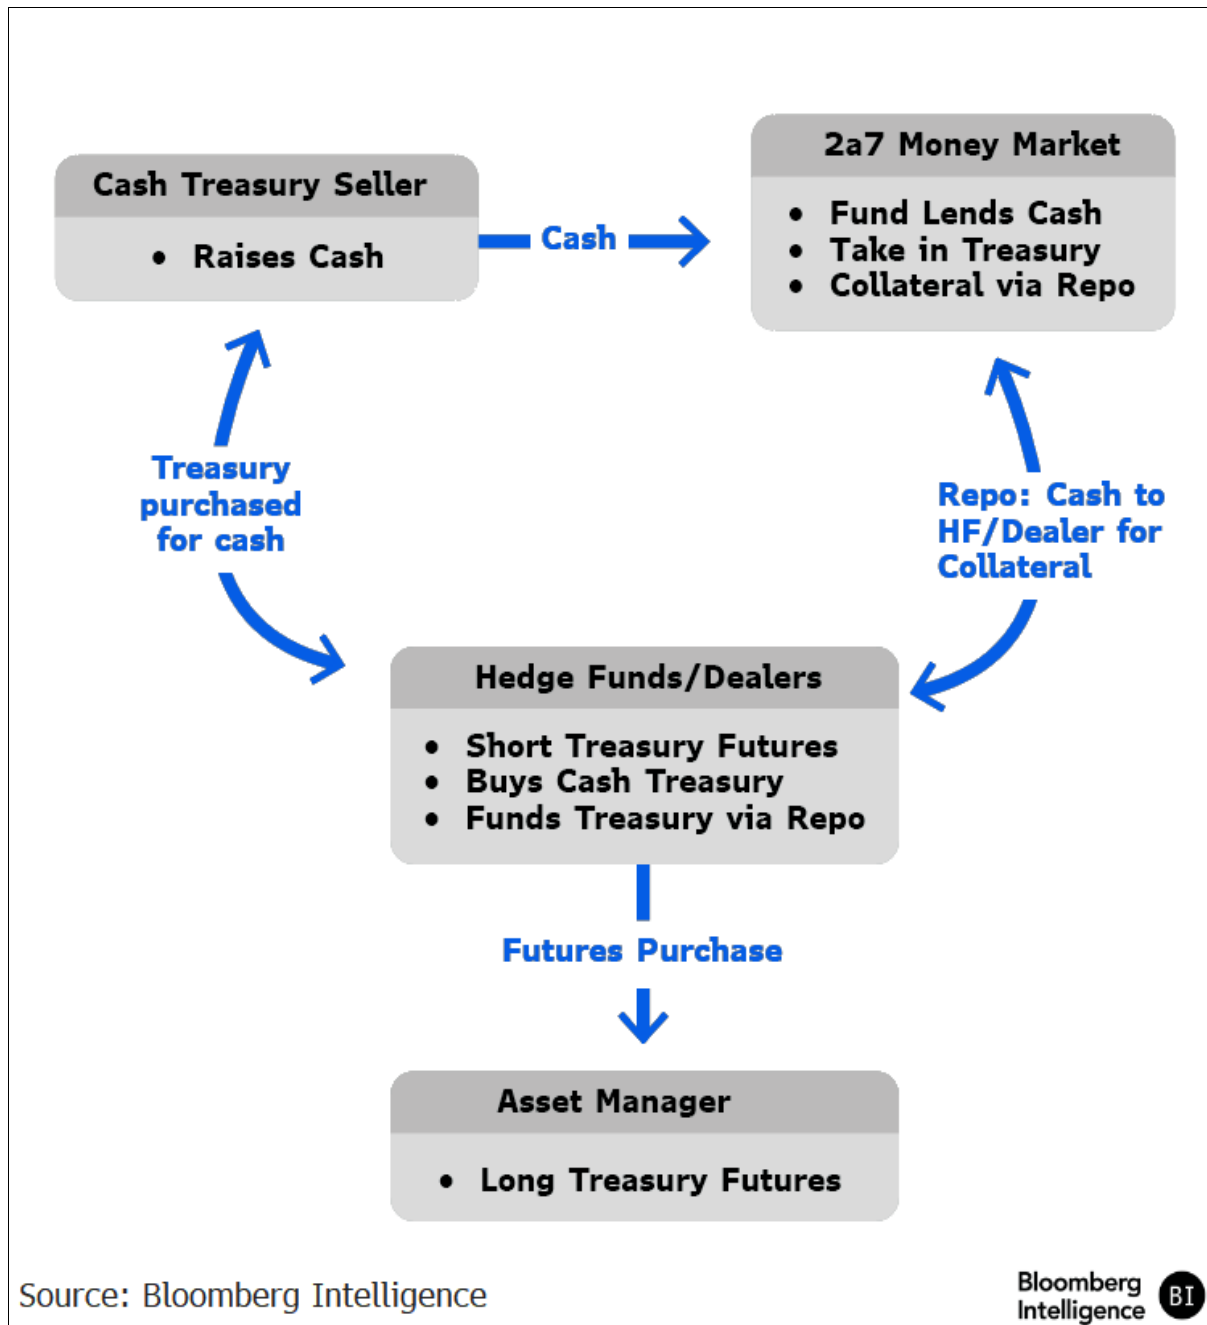 Cash Treasury Seller
• Raises Cash
Cash
2a7 Money Market
• Fund Lends Cash
• Take in Treasury
• Collateral via Repo
Treasury
purchased
for cash
Repo: Cash to
HF/Dealer for
Collateral
Hedge Funds/Dealers
• Short Treasury Futures
• Buys Cash Treasury
• Funds Treasury via Repo
Futures Purchase
Asset Manager
• Long Treasury Futures
Source: Bloomberg Intelligence
Bloomberg
Intelligence
BI